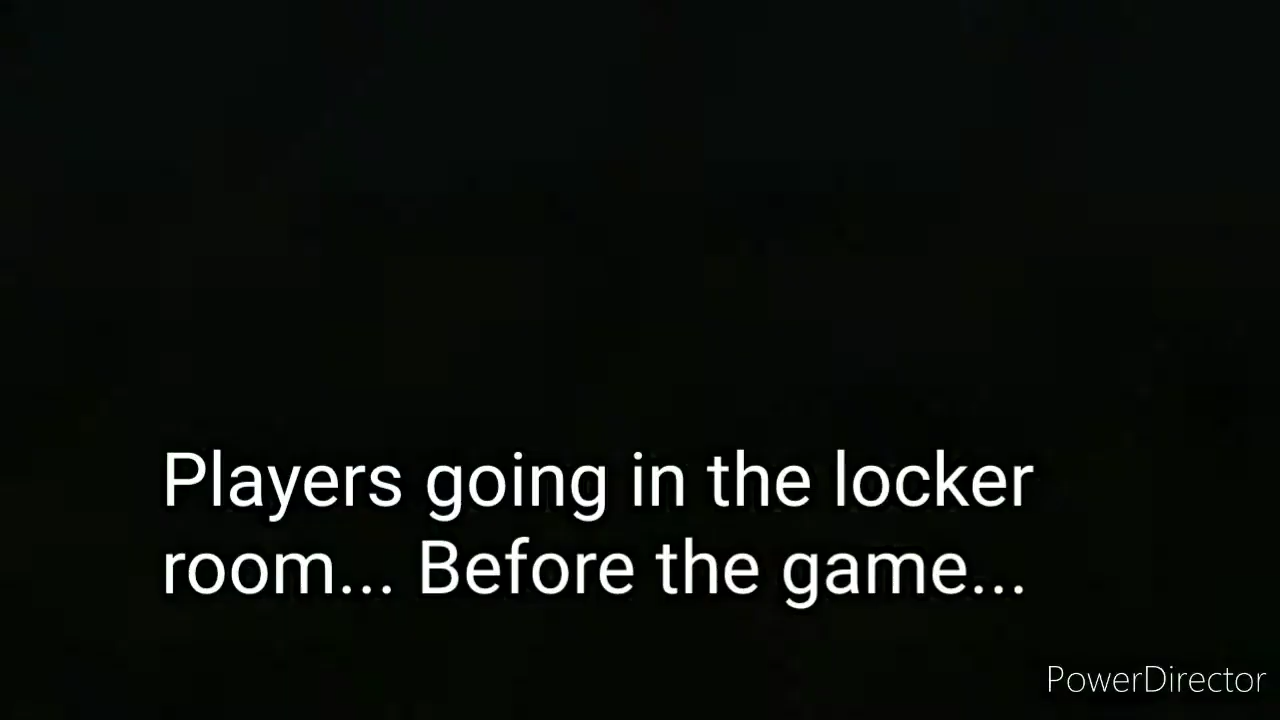 Players going in the locker
room... Before the game...
PowerDirector